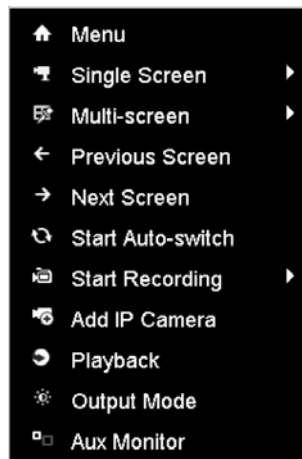 Menu
Single Screen
Multi-screen
Previous Screen
Next Screen
Start Auto-switch
Start Recording
Add IP Camera
Playback
Output Mode
Aux Monitor